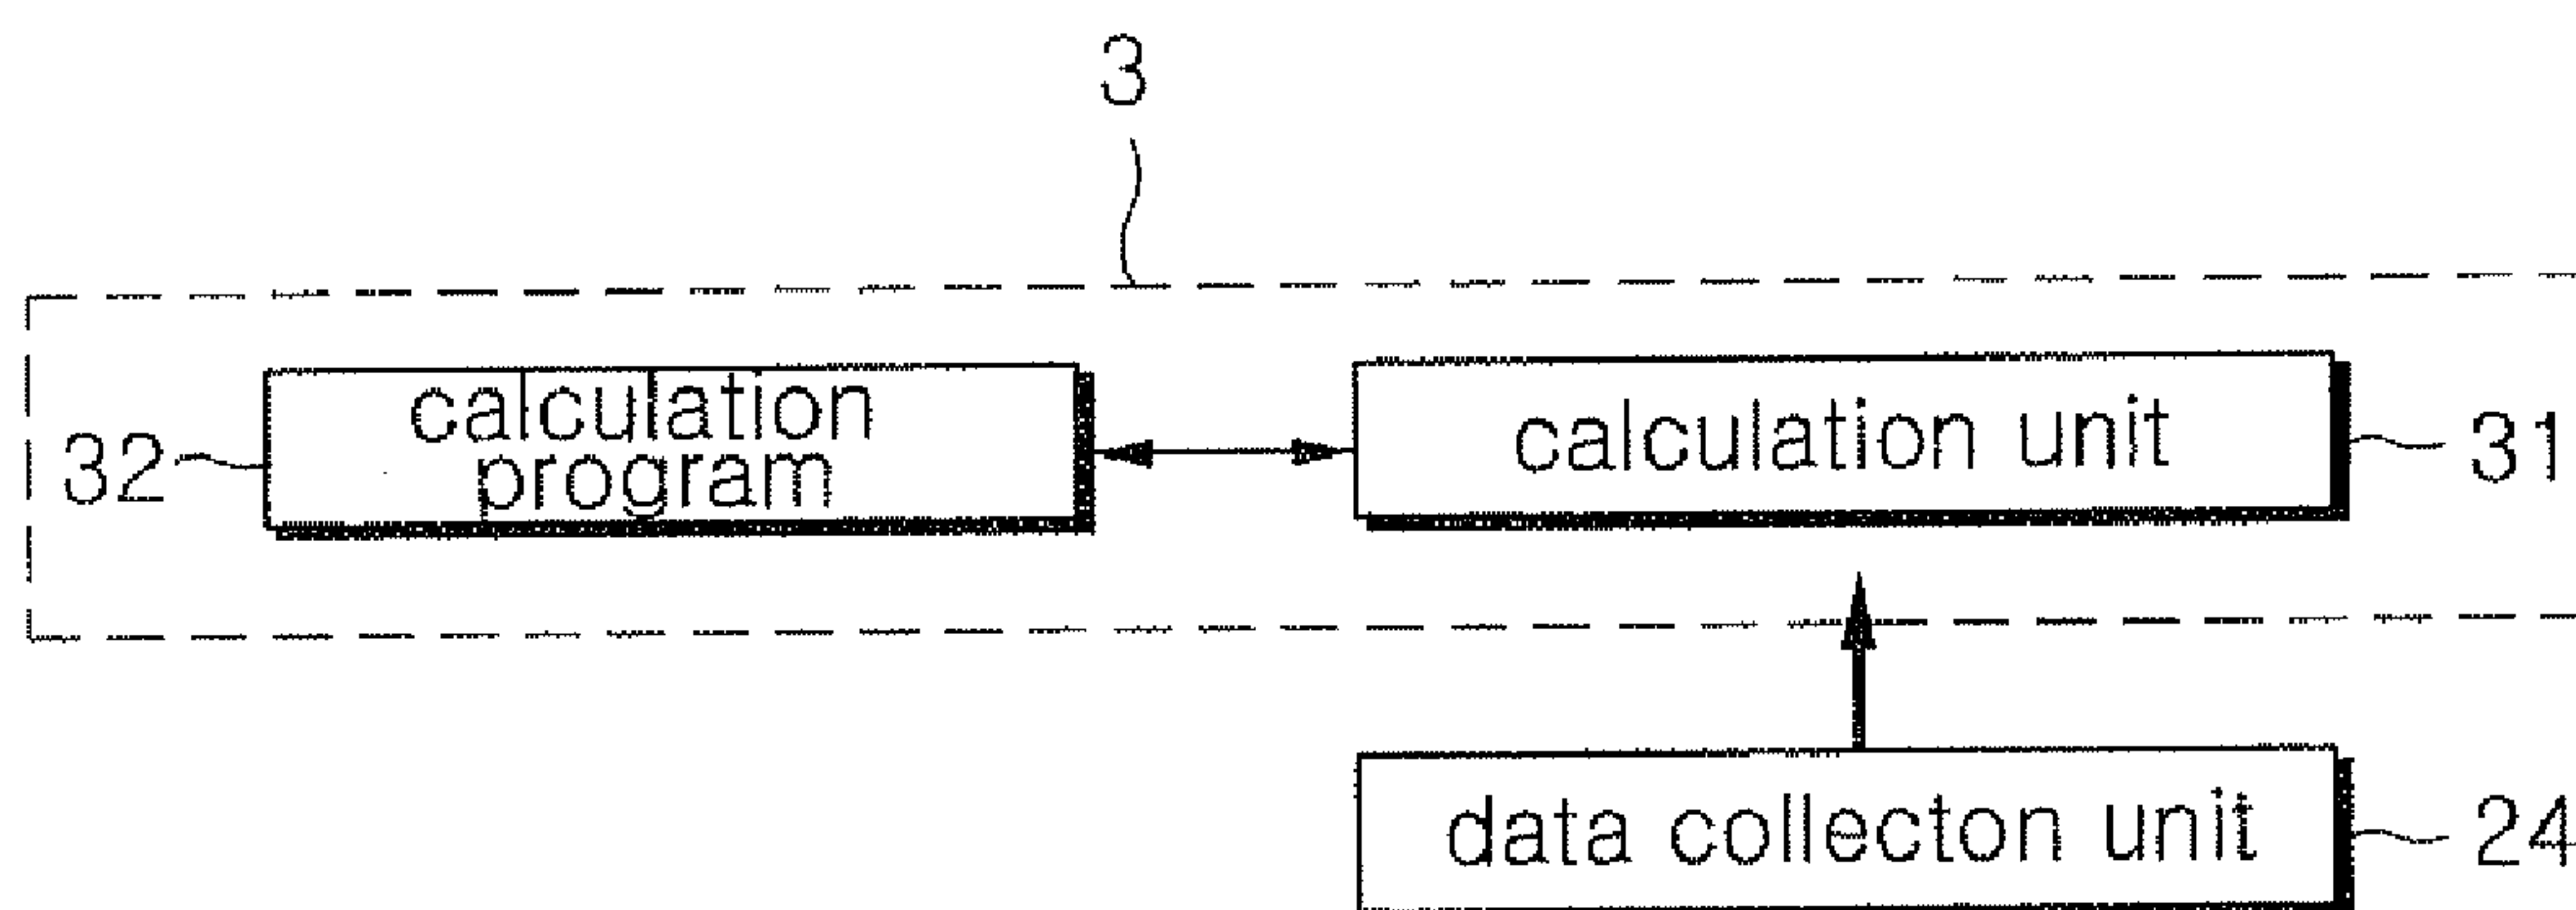 3
calculation
program
32
calculation unit
31
data collecton unit
24